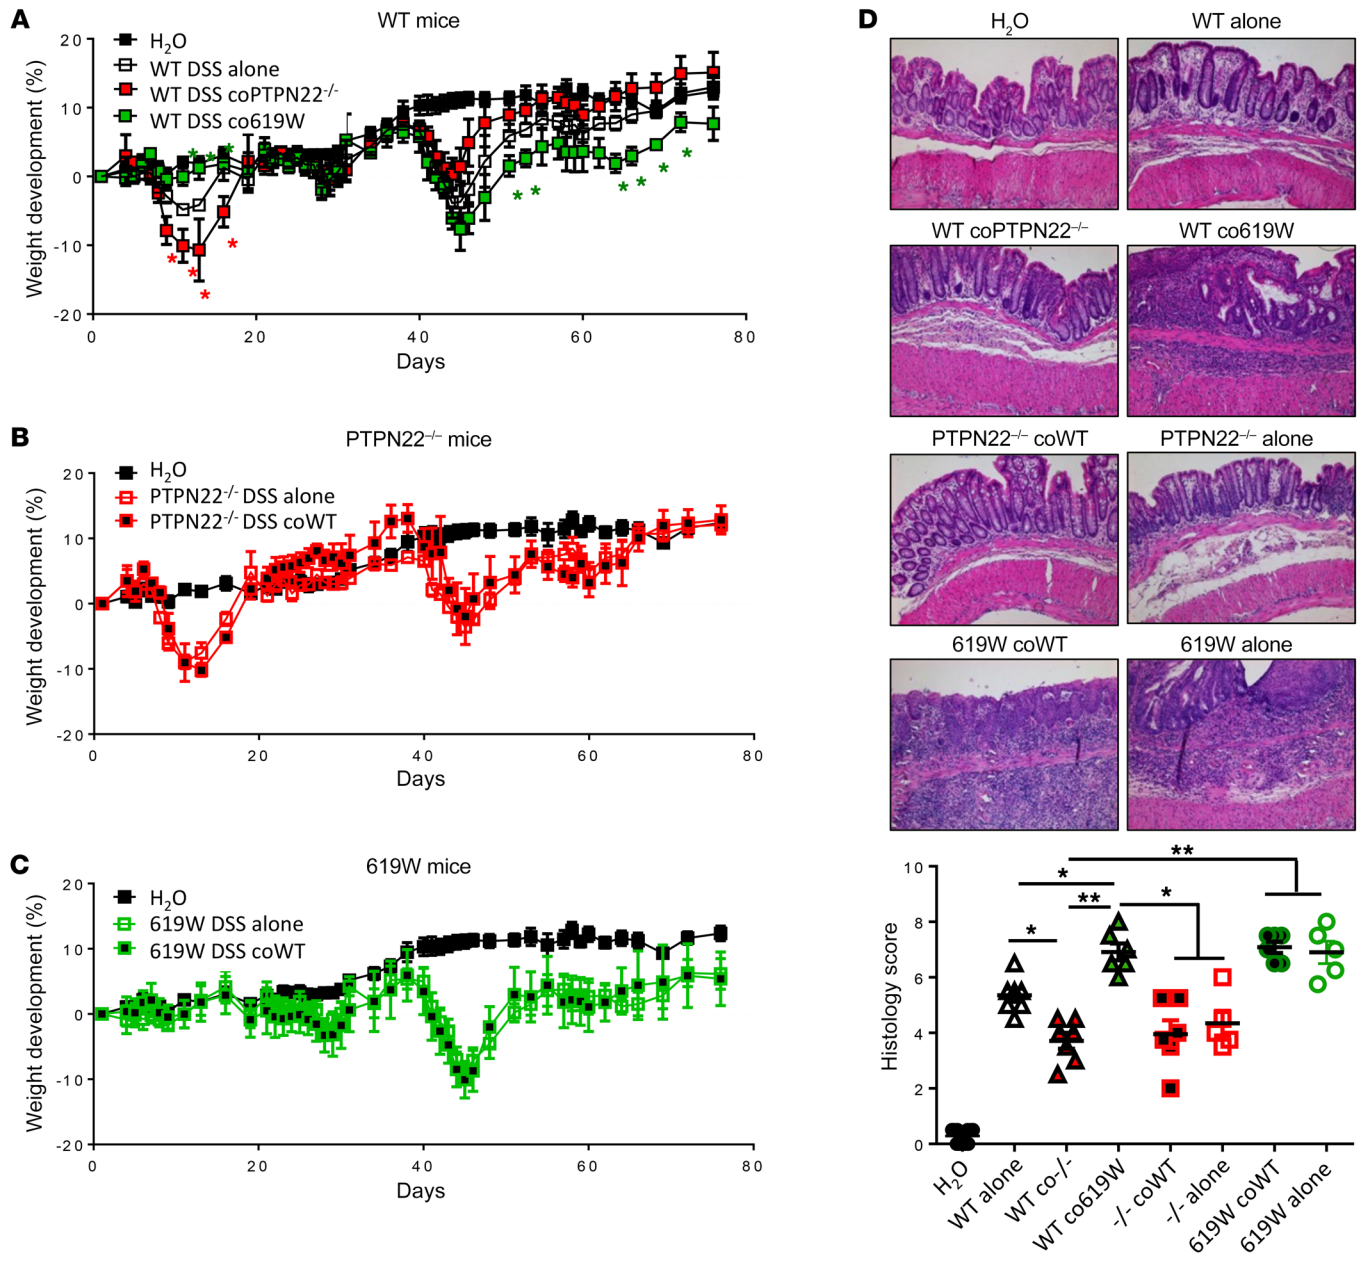 A
WT mice
Weight development (%)
20
10
0
-10
-20
H2O
WT DSS alone
WT DSS coPTPN22-/-
WT DSS co619W
* * *
* *
* * * *
*
*
*
0 20 40 60 80
Days
B
PTPN22–/– mice
Weight development (%)
20
10
0
-10
-20
H2O
PTPN22-/- DSS alone
PTPN22-/- DSS coWT
0 20 40 60 80
Days
C
619W mice
Weight development (%)
20
10
0
-10
-20
H2O
619W DSS alone
619W DSS coWT
0 20 40 60 80
Days
D
H2O WT alone
WT coPTPN22–/– WT co619W
PTPN22–/– coWT PTPN22–/– alone
619W coWT 619W alone
Histology score
10
8
6
4
2
0
**
*
** *
*
H2O
WT alone
WT co-/-
WT co619W
-/- coWT
-/- alone
619W coWT
619W alone